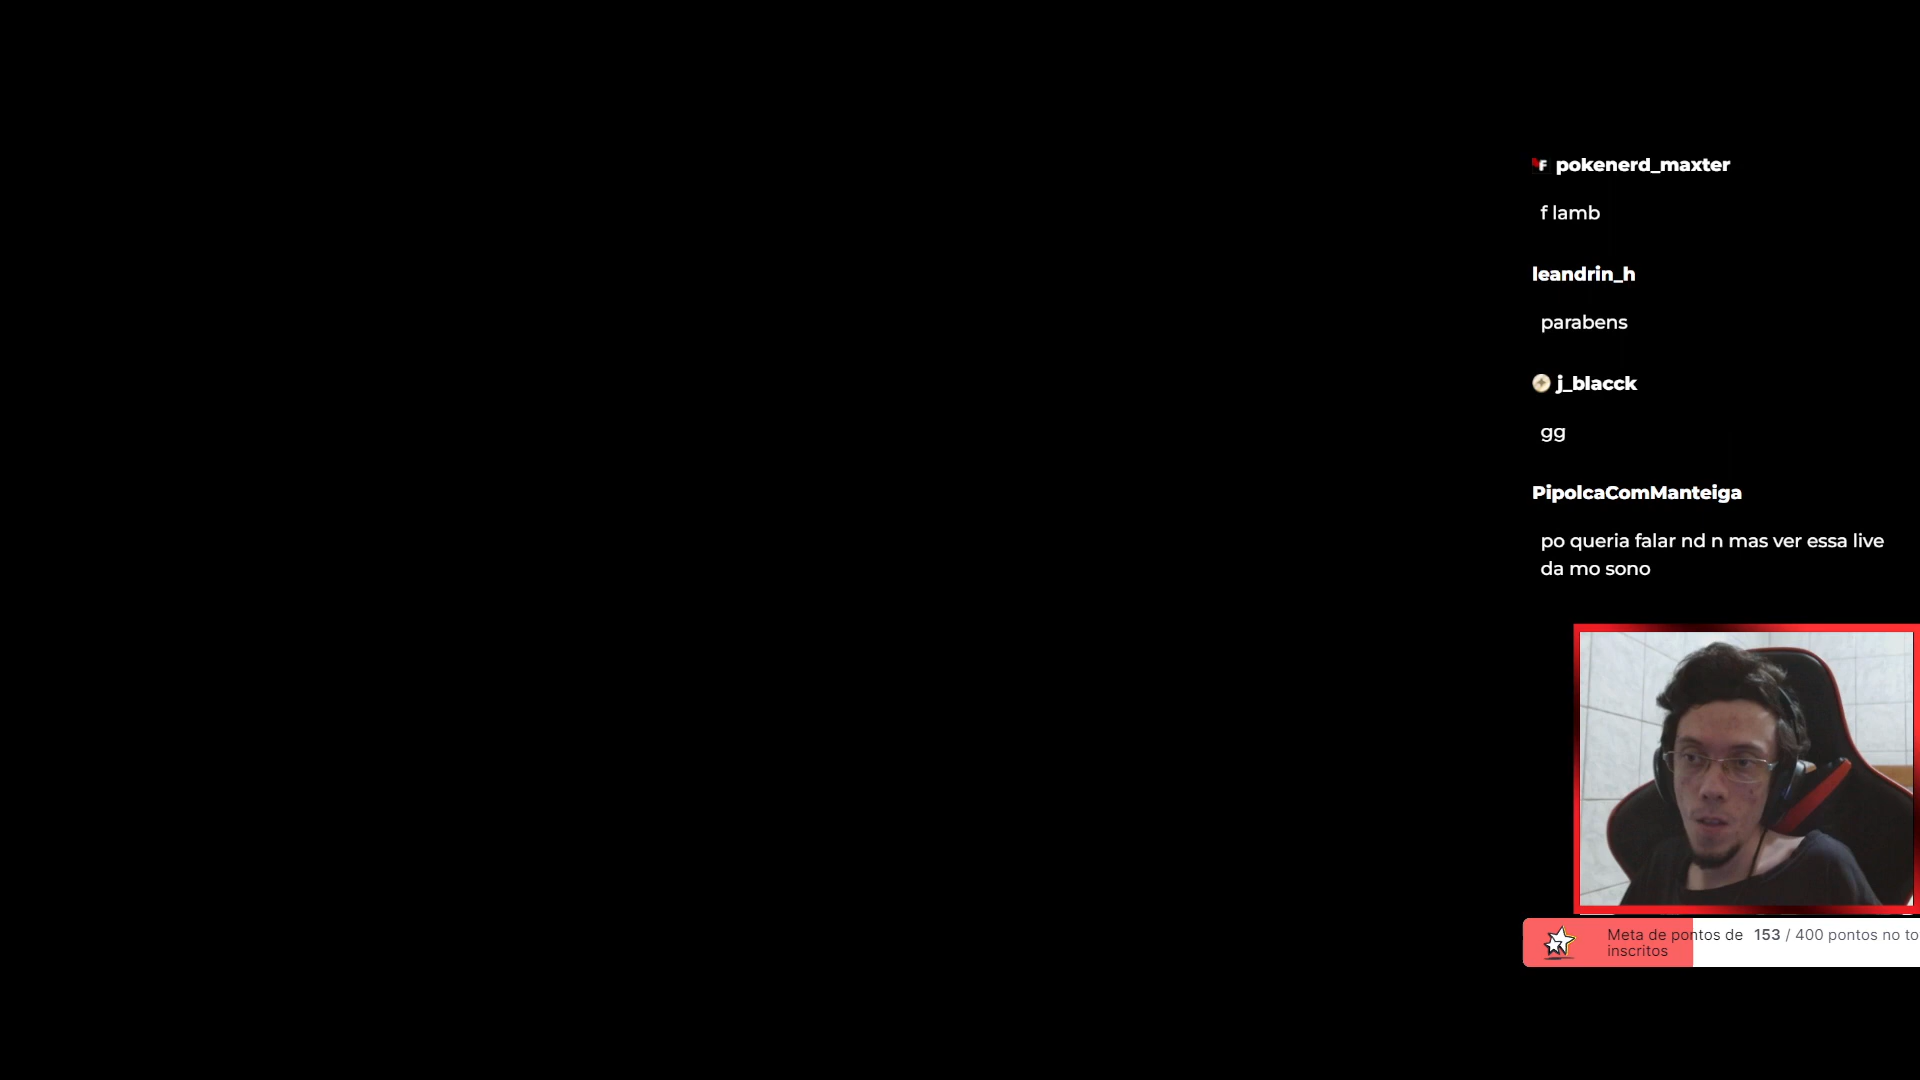 F pokenerd_maxter
f lamb
leandrin_h
parabens
j_blacck
gg
PipolcaComManteiga
po queria falar nd n mas ver essa live
da mo sono
Meta de pontos de 153 / 400 pontos no to
inscritos